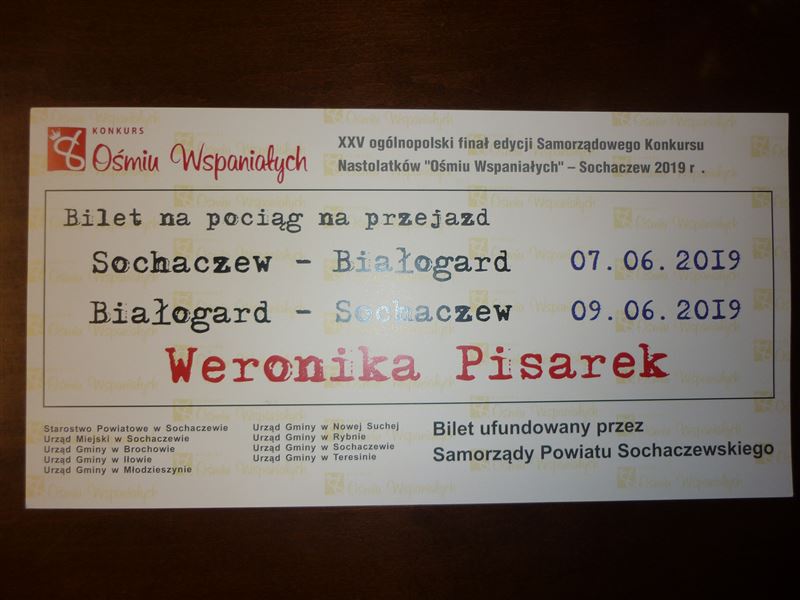 KONKURS
Ośmiu Wspaniałych
XXV ogólnopolski finał edycji Samorządowego Konkursu
Nastolatków "Ośmiu Wspaniałych" – Sochaczew 2019 r .
Bilet na pociąg na przejazd
Sochaczew - Białogard 07.06.2019
Białogard - Sochaczew 09.06.2019
Weronika Pisarek
Starostwo Powiatowe w Sochaczewie
Urząd Miejski w Sochaczewie
Urząd Gminy w Brochowie
Urząd Gminy w Iłowie
Urząd Gminy w Młodzieszynie
Urząd Gminy w Nowej Suchej
Urząd Gminy w Rybnie
Urząd Gminy w Sochaczewie
Urząd Gminy w Teresinie
Bilet ufundowany przez
Samorządy Powiatu Sochaczewskiego